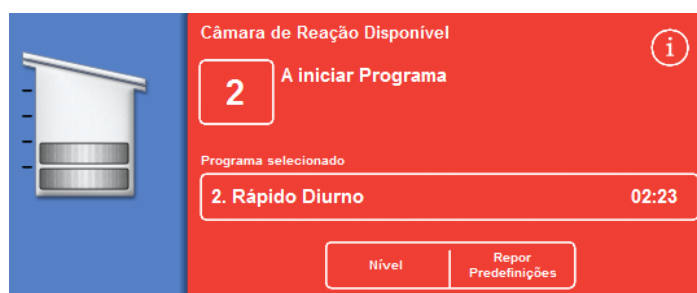 Câmara de Reação Disponível
i
2
A iniciar Programa
Programa selecionado
2. Rápido Diurno 02:23
Nível
Repor
Predefinições